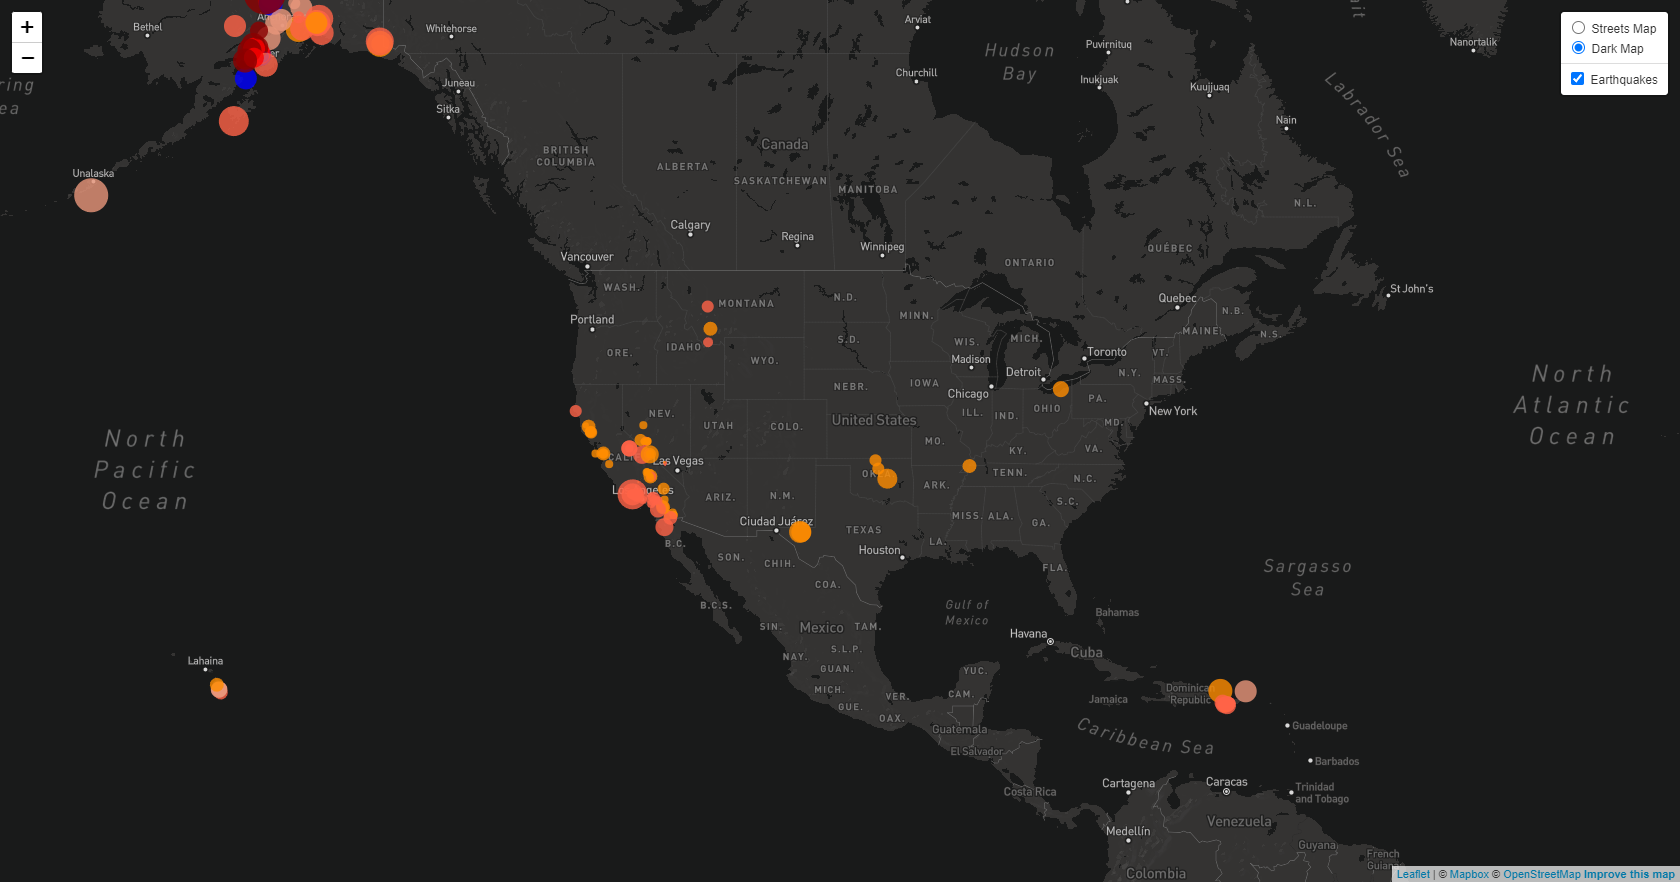 +
−
Streets Map
Dark Map
Earthquakes
Bethel
Whitehorse
Arviat
Hudson
Bay
Puvirnituq
Nanortalik
Churchill
Inukjuak
Kuujjuaq
Juneau
Sitka
Labrador Sea
Nain
Unalaska
BRITISH
COLUMBIA
Canada
ALBERTA
SASKATCHEWAN
MANITOBA
N.L.
Calgary
Regina
Winnipeg
QUÉBEC
Vancouver
ONTARIO
WASH.
MONTANA
N.D.
Quebec
St John's
Portland
MINN.
N.B.
MAINE
N.S.
ORE.
IDAHO
S.D.
WIS.
MICH.
Toronto
VT.
WYO.
Madison
Detroit
N.Y.
MASS.
NEBR.
IOWA
Chicago
PA.
North
Atlantic
Ocean
NEV.
UTAH
COLO.
United States
ILL.
IND.
OHIO
New York
MD.
North
Pacific
Ocean
MO.
KY.
VA.
Las Vegas
TENN.
N.C.
ARIZ.
N.M.
ARK.
S.C.
MISS.
ALA.
GA.
Ciudad Juárez
TEXAS
LA.
B.C.
Houston
SON.
CHIH.
FLA.
COA.
Sargasso
Sea
B.C.S.
Gulf of
Mexico
Bahamas
SIN.
Mexico
TAM.
Havana
Cuba
NAY.
S.L.P.
GUAN.
YUC.
Lahaina
MICH.
VER.
CAM.
Jamaica
Dominican
Republic
GUE.
OAX.
Guatemala
Caribbean Sea
Guadeloupe
El Salvador
Barbados
Costa Rica
Cartagena
Caracas
Trinidad
and Tobago
Medellín
Venezuela
Guyana
French
Colombia
Leaflet | © Mapbox © OpenStreetMap Improve this map